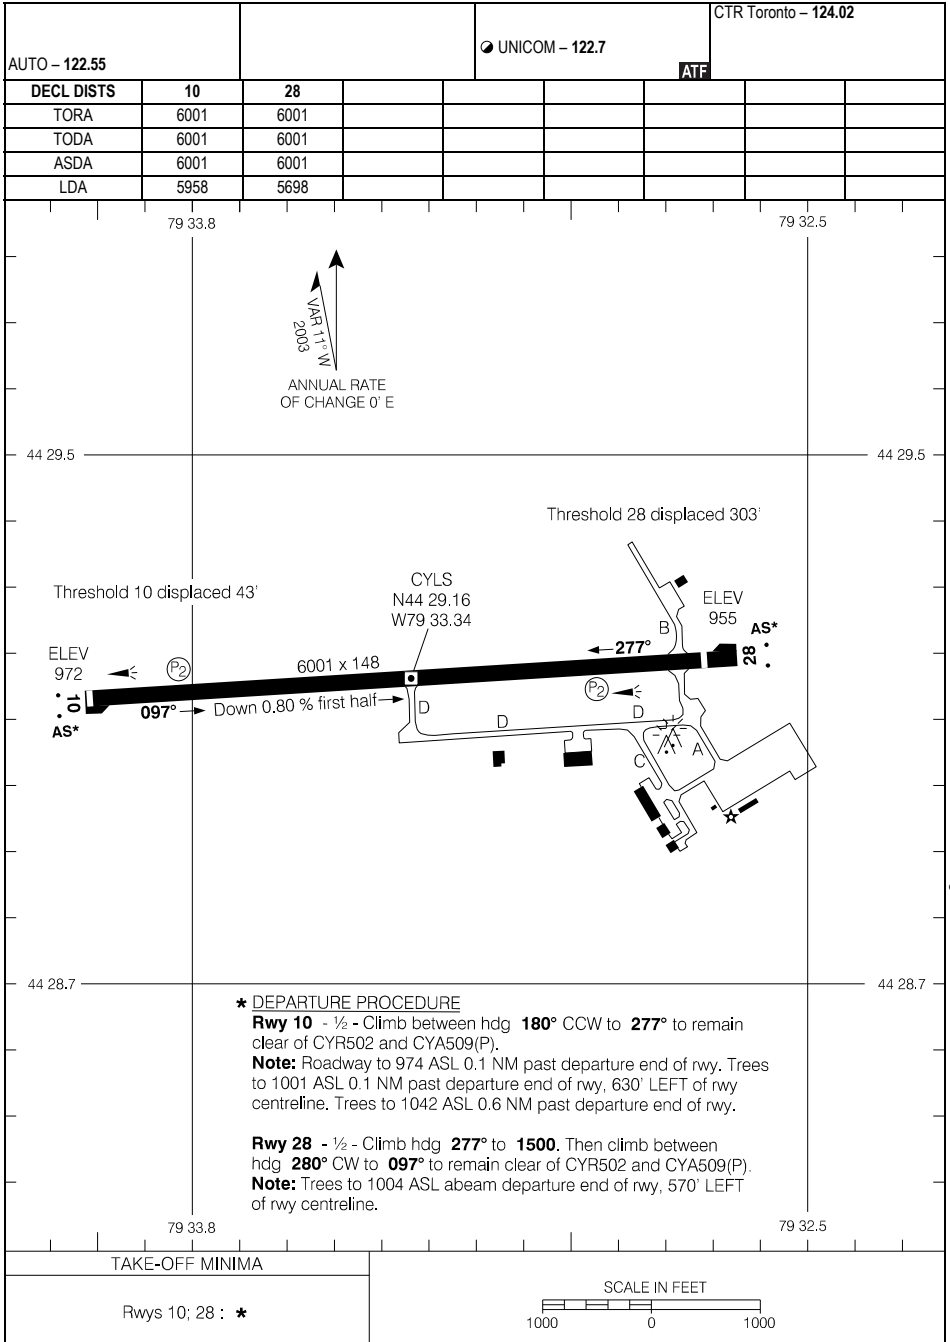 CTR Toronto – 124.02
UNICOM – 122.7
AUTO – 122.55
ATF
DECL DISTS 10 28
TORA 6001 6001
TODA 6001 6001
ASDA 6001 6001
LDA 5958 5698
79 33.8 79 32.5
VAR 11° W
2003
ANNUAL RATE
OF CHANGE 0' E
44 29.5 44 29.5
Threshold 28 displaced 303'
Threshold 10 displaced 43'
CYLS
N44 29.16
W79 33.34
ELEV
955
AS*
B
277°
28
ELEV
972
P2
6001 x 148
P2
10
097°
Down 0.80 % first half
D
D
D
AS*
A
C
44 28.7 44 28.7
* DEPARTURE PROCEDURE
Rwy 10 - ½ - Climb between hdg 180° CCW to 277° to remain
clear of CYR502 and CYA509(P).
Note: Roadway to 974 ASL 0.1 NM past departure end of rwy. Trees
to 1001 ASL 0.1 NM past departure end of rwy, 630' LEFT of rwy
centreline. Trees to 1042 ASL 0.6 NM past departure end of rwy.
Rwy 28 - ½ - Climb hdg 277° to 1500. Then climb between
hdg 280° CW to 097° to remain clear of CYR502 and CYA509(P).
Note: Trees to 1004 ASL abeam departure end of rwy, 570' LEFT
of rwy centreline.
79 33.8 79 32.5
TAKE-OFF MINIMA
Rwys 10; 28 : *
SCALE IN FEET
1000 0 1000